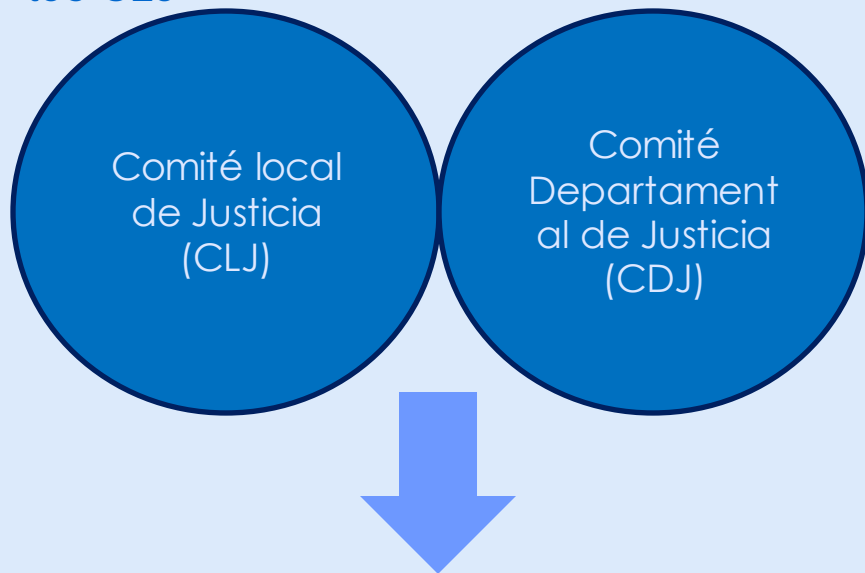 Comité local
de Justicia
(CLJ)
Comité
Departament
al de Justicia
(CDJ)